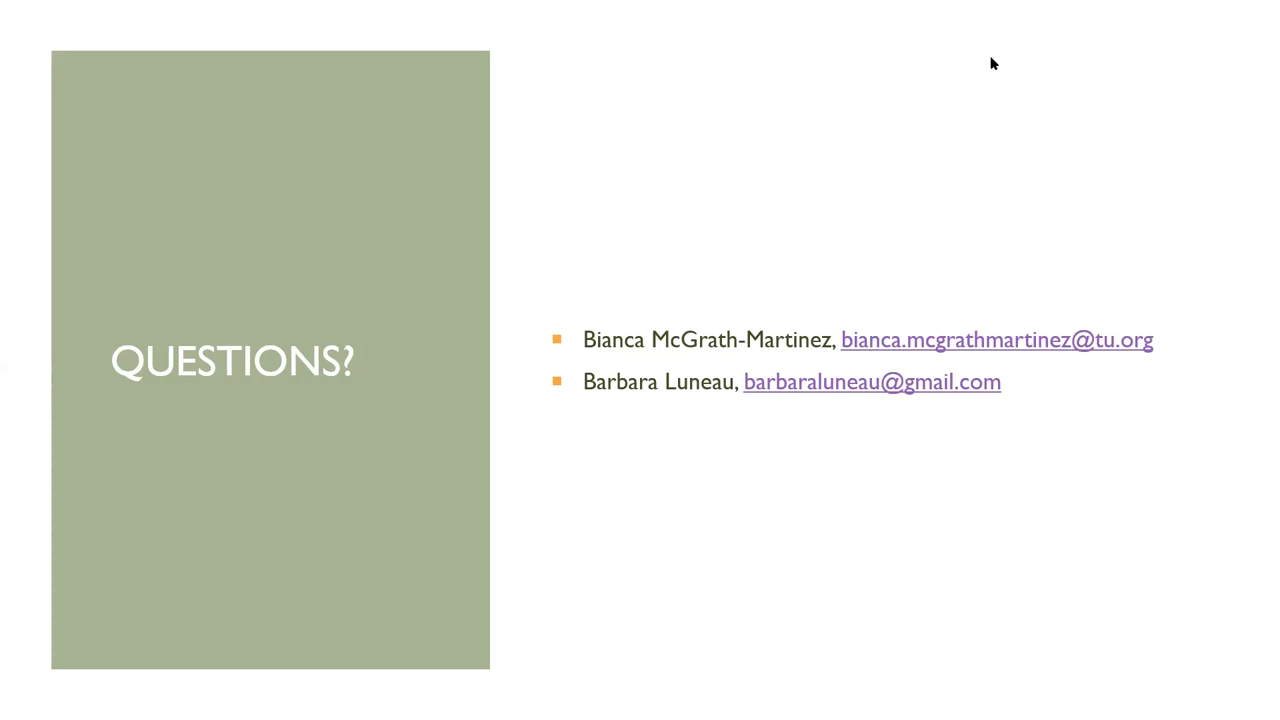 QUESTIONS?
Bianca McGrath-Martinez, bianca.mcgrathmartinez@tu.org
Barbara Luneau, barbaraluneau@gmail.com